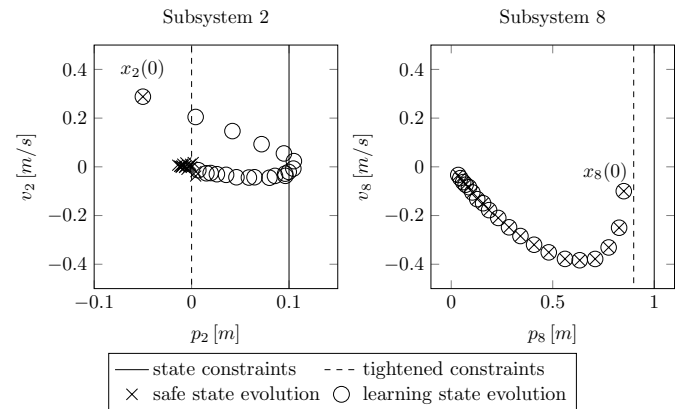 Subsystem 2
Subsystem 8
0.4
0.2
0
−0.2
−0.4
v₂ [m/s]
x₂(0)
−0.1
0
0.1
p₂ [m]
0.4
0.2
0
−0.2
−0.4
v₈ [m/s]
x₈(0)
0
0.5
1
p₈ [m]
state constraints
tightened constraints
safe state evolution
learning state evolution